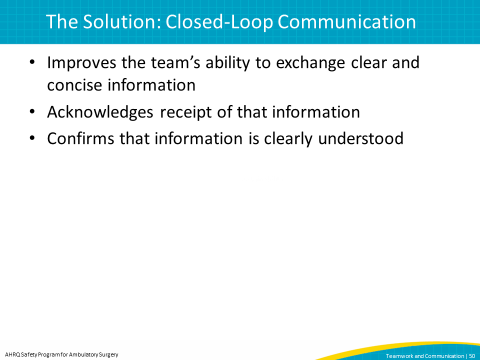 The Solution: Closed-Loop Communication
• Improves the team's ability to exchange clear and
concise information
• Acknowledges receipt of that information
• Confirms that information is clearly understood
AHRQ Safety Program for Ambulatory Surgery
Teamwork and Communication | 50